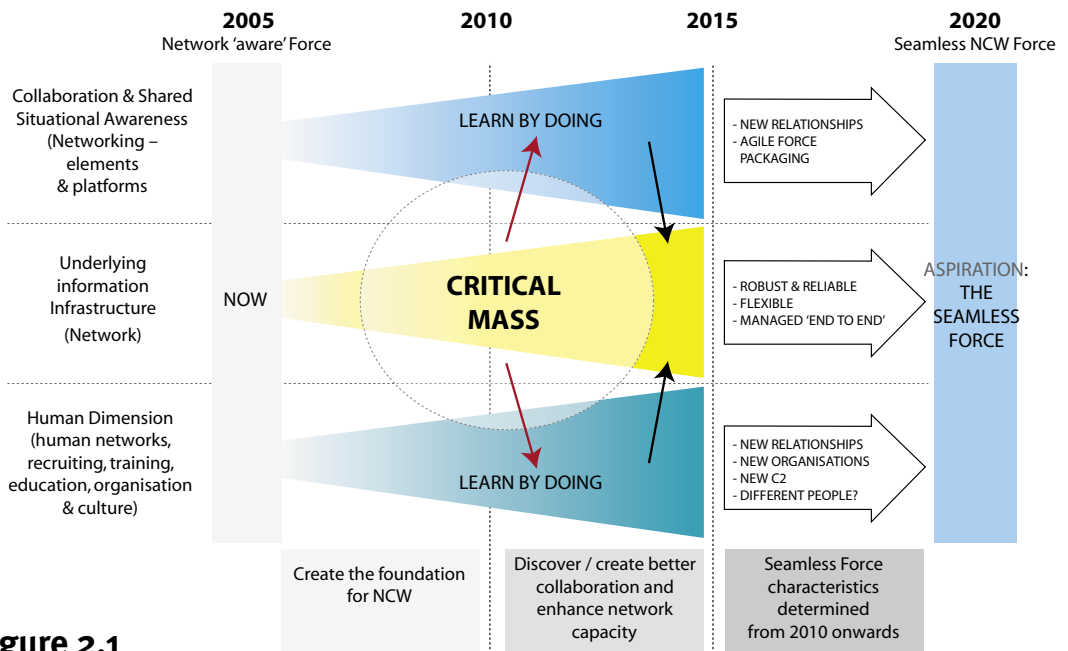 2005
Network ‘aware’ Force
2010
2015
2020
Seamless NCW Force
Collaboration & Shared
Situational Awareness
(Networking –
elements
& platforms
LEARN BY DOING
- NEW RELATIONSHIPS
- AGILE FORCE
PACKAGING
Underlying
information
Infrastructure
(Network)
NOW
CRITICAL
MASS
- ROBUST & RELIABLE
- FLEXIBLE
- MANAGED ‘END TO END’
ASPIRATION:
THE
SEAMLESS
FORCE
Human Dimension
(human networks,
recruiting, training,
education, organisation
& culture)
LEARN BY DOING
- NEW RELATIONSHIPS
- NEW ORGANISATIONS
- NEW C2
- DIFFERENT PEOPLE?
Create the foundation
for NCW
Discover / create better
collaboration and
enhance network
capacity
Seamless Force
characteristics
determined
from 2010 onwards
gure 2.1